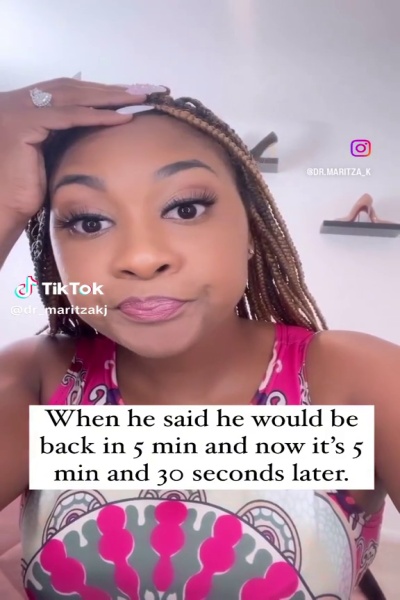 @DR.MARITZA_K
TikTok
@dr_maritzakj
When he said he would be
back in 5 min and now it's 5
min and 30 seconds later.